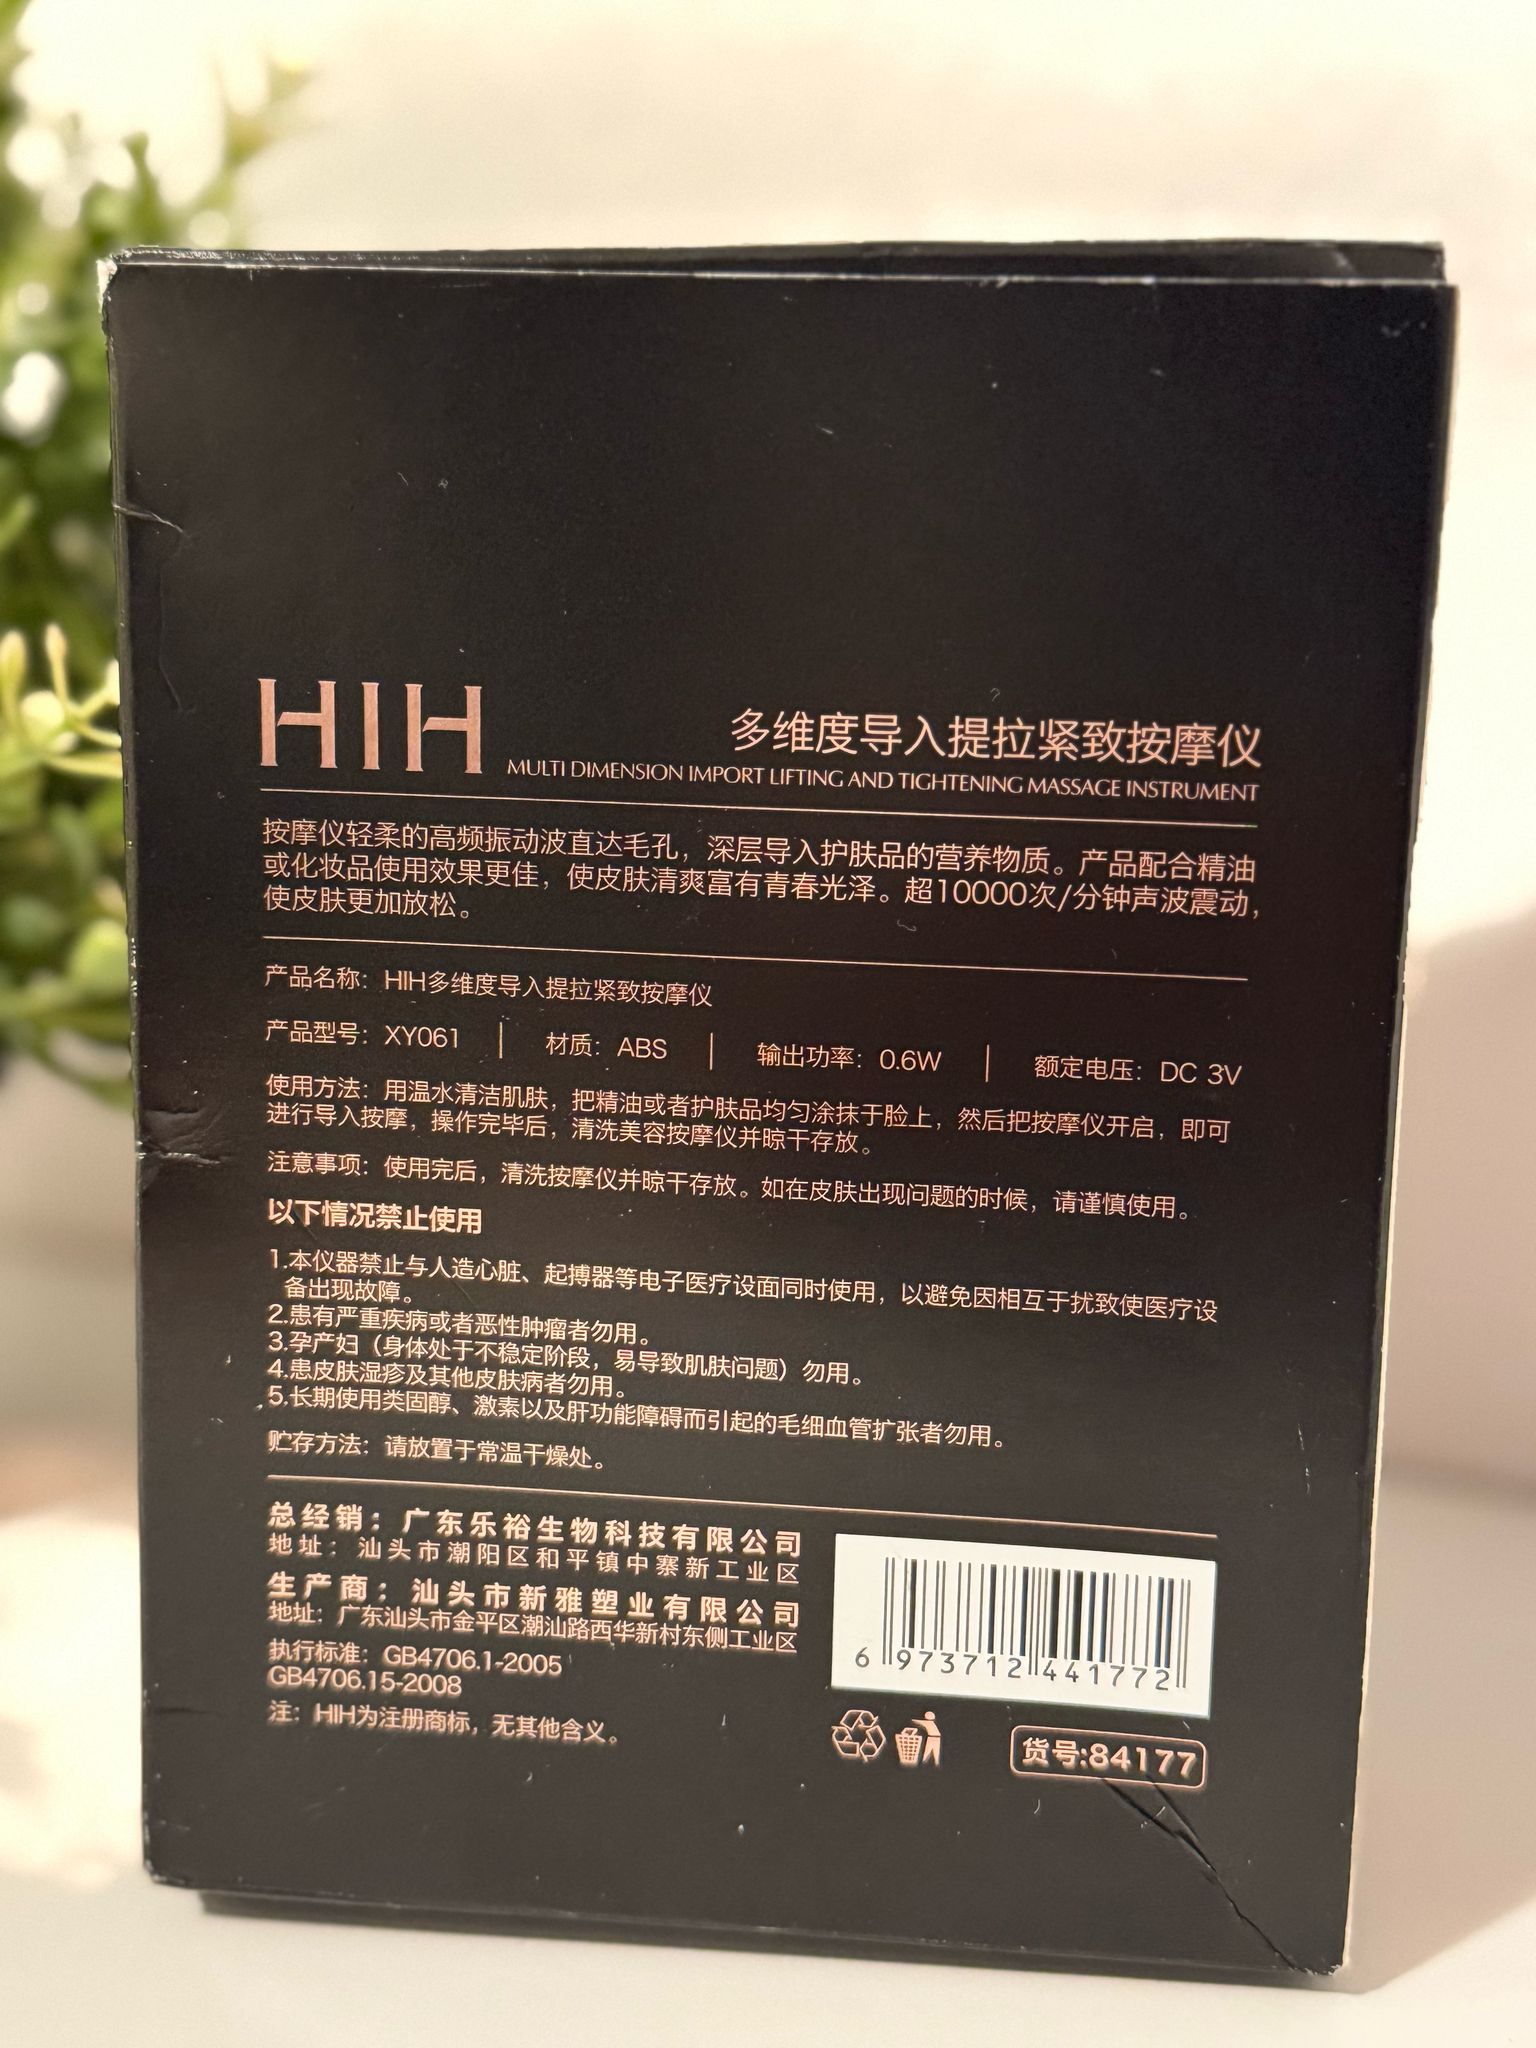 HIH
多维度导入提拉紧致按摩仪
MULTI DIMENSION IMPORT LIFTING AND TIGHTENING MASSAGE INSTRUMENT
按摩仪轻柔的高频振动波直达毛孔，深层导入护肤品的营养物质。产品配合精油
或化妆品使用效果更佳，使皮肤清爽富有青春光泽。超10000次/分钟声波震动，
使皮肤更加放松。
产品名称：HIH多维度导入提拉紧致按摩仪
产品型号：XY061 | 材质：ABS | 输出功率：0.6W | 额定电压：DC 3V
使用方法：用温水清洁肌肤，把精油或者护肤品均匀涂抹于脸上，然后把按摩仪开启，即可
进行导入按摩，操作完毕后，清洗美容按摩仪并晾干存放。
注意事项：使用完后，清洗按摩仪并晾干存放。如在皮肤出现问题的时候，请谨慎使用。
以下情况禁止使用
1.本仪器禁止与人造心脏、起搏器等电子医疗设面同时使用，以避免因相互于扰致使医疗设
备出现故障。
2.患有严重疾病或者恶性肿瘤者勿用。
3.孕产妇（身体处于不稳定阶段，易导致肌肤问题）勿用。
4.患皮肤湿疹及其他皮肤病者勿用。
5.长期使用类固醇、激素以及肝功能障碍而引起的毛细血管扩张者勿用。
贮存方法：请放置于常温干燥处。
总经销：广东乐裕生物科技有限公司
地址：汕头市潮阳区和平镇中寨新工业区
生产商：汕头市新雅塑业有限公司
地址：广东汕头市金平区潮汕路西华新村东侧工业区
执行标准：GB4706.1-2005
GB4706.15-2008
注：HIH为注册商标，无其他含义。
6 973712 441772
货号:84177